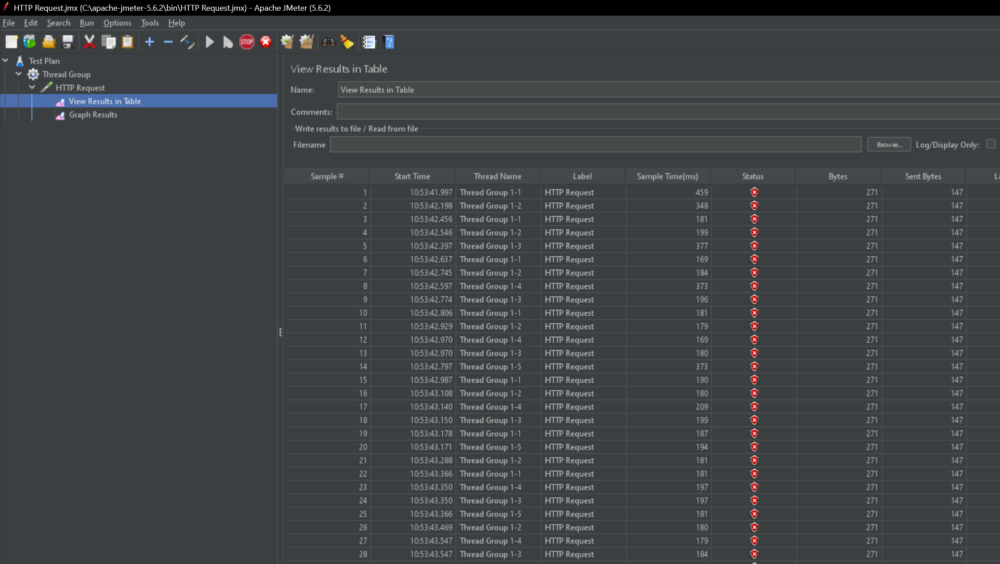 HTTP Request.jmx (C:\apache-jmeter-5.6.2\bin\HTTP Request.jmx) - Apache JMeter (5.6.2)
File Edit Search Run Options Tools Help
STOP
Test Plan
Thread Group
HTTP Request
View Results in Table
Graph Results
View Results in Table
Name: View Results in Table
Comments:
Write results to file / Read from file
Filename Browse... Log/Display Only:
Sample # Start Time Thread Name Label Sample Time(ms) Status Bytes Sent Bytes
1 10:53:41.997 Thread Group 1-1 HTTP Request 459 271 147
2 10:53:42.198 Thread Group 1-2 HTTP Request 348 271 147
3 10:53:42.456 Thread Group 1-1 HTTP Request 181 271 147
4 10:53:42.546 Thread Group 1-2 HTTP Request 199 271 147
5 10:53:42.397 Thread Group 1-3 HTTP Request 377 271 147
6 10:53:42.637 Thread Group 1-1 HTTP Request 169 271 147
7 10:53:42.745 Thread Group 1-2 HTTP Request 184 271 147
8 10:53:42.597 Thread Group 1-4 HTTP Request 373 271 147
9 10:53:42.774 Thread Group 1-3 HTTP Request 196 271 147
10 10:53:42.806 Thread Group 1-1 HTTP Request 181 271 147
11 10:53:42.929 Thread Group 1-2 HTTP Request 179 271 147
12 10:53:42.970 Thread Group 1-4 HTTP Request 169 271 147
13 10:53:42.970 Thread Group 1-3 HTTP Request 180 271 147
14 10:53:42.797 Thread Group 1-5 HTTP Request 373 271 147
15 10:53:42.987 Thread Group 1-1 HTTP Request 190 271 147
16 10:53:43.108 Thread Group 1-2 HTTP Request 180 271 147
17 10:53:43.140 Thread Group 1-4 HTTP Request 209 271 147
18 10:53:43.150 Thread Group 1-3 HTTP Request 199 271 147
19 10:53:43.178 Thread Group 1-1 HTTP Request 187 271 147
20 10:53:43.171 Thread Group 1-5 HTTP Request 194 271 147
21 10:53:43.288 Thread Group 1-2 HTTP Request 181 271 147
22 10:53:43.366 Thread Group 1-1 HTTP Request 181 271 147
23 10:53:43.350 Thread Group 1-4 HTTP Request 197 271 147
24 10:53:43.350 Thread Group 1-3 HTTP Request 197 271 147
25 10:53:43.366 Thread Group 1-5 HTTP Request 181 271 147
26 10:53:43.469 Thread Group 1-2 HTTP Request 180 271 147
27 10:53:43.547 Thread Group 1-4 HTTP Request 179 271 147
28 10:53:43.547 Thread Group 1-3 HTTP Request 184 271 147